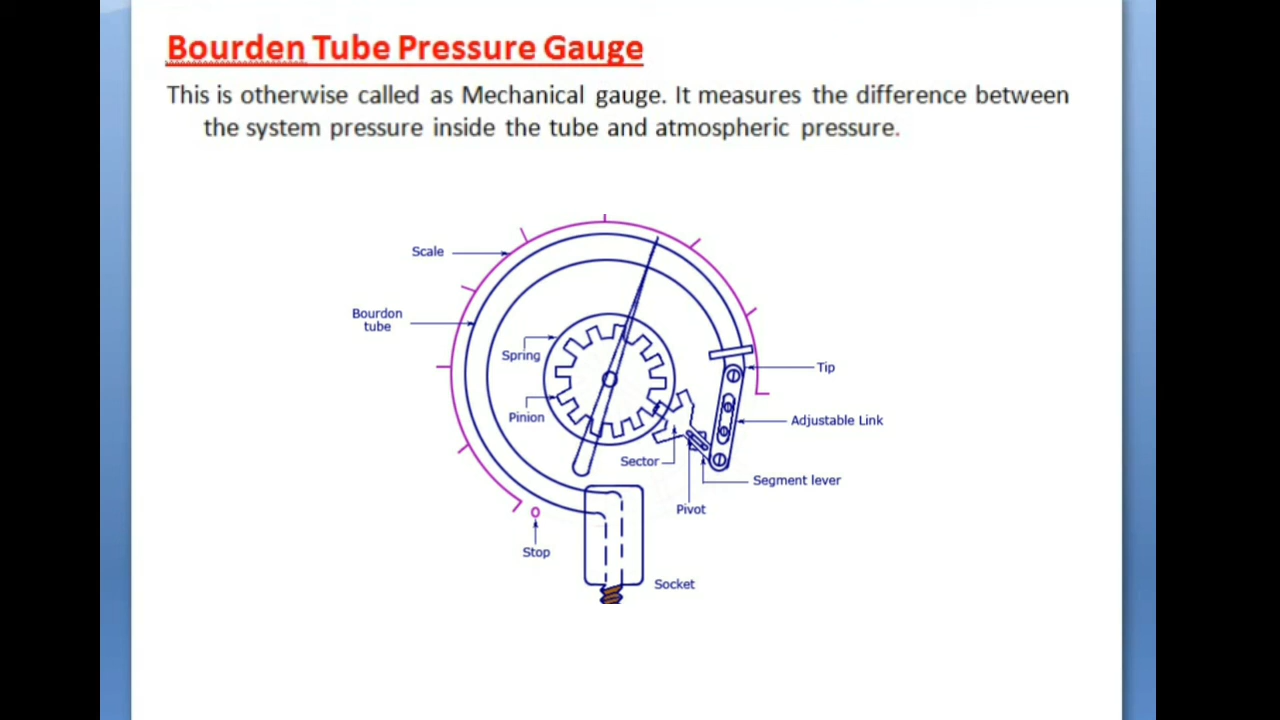 Bourden Tube Pressure Gauge
This is otherwise called as Mechanical gauge. It measures the difference between
the system pressure inside the tube and atmospheric pressure.
Scale
Bourdon
tube
Spring
Pinion
Tip
Adjustable Link
Sector
Segment lever
Pivot
Stop
Socket